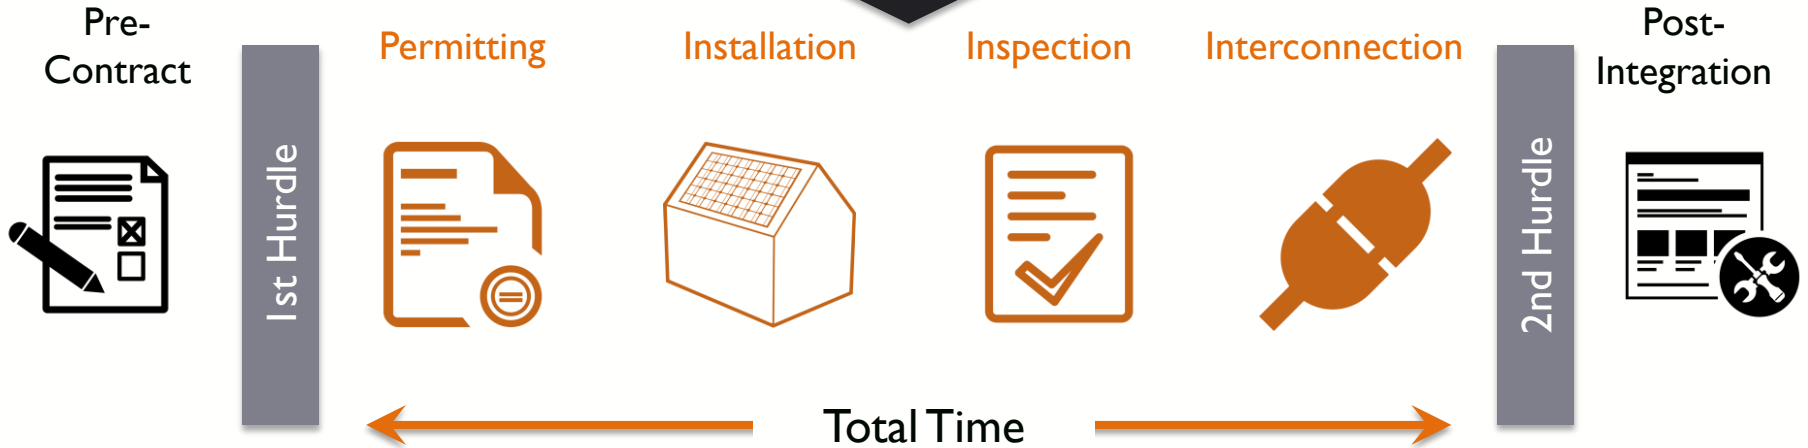 Pre-
Contract
1st Hurdle
Permitting
Installation
Inspection
Interconnection
2nd Hurdle
Post-
Integration
Total Time